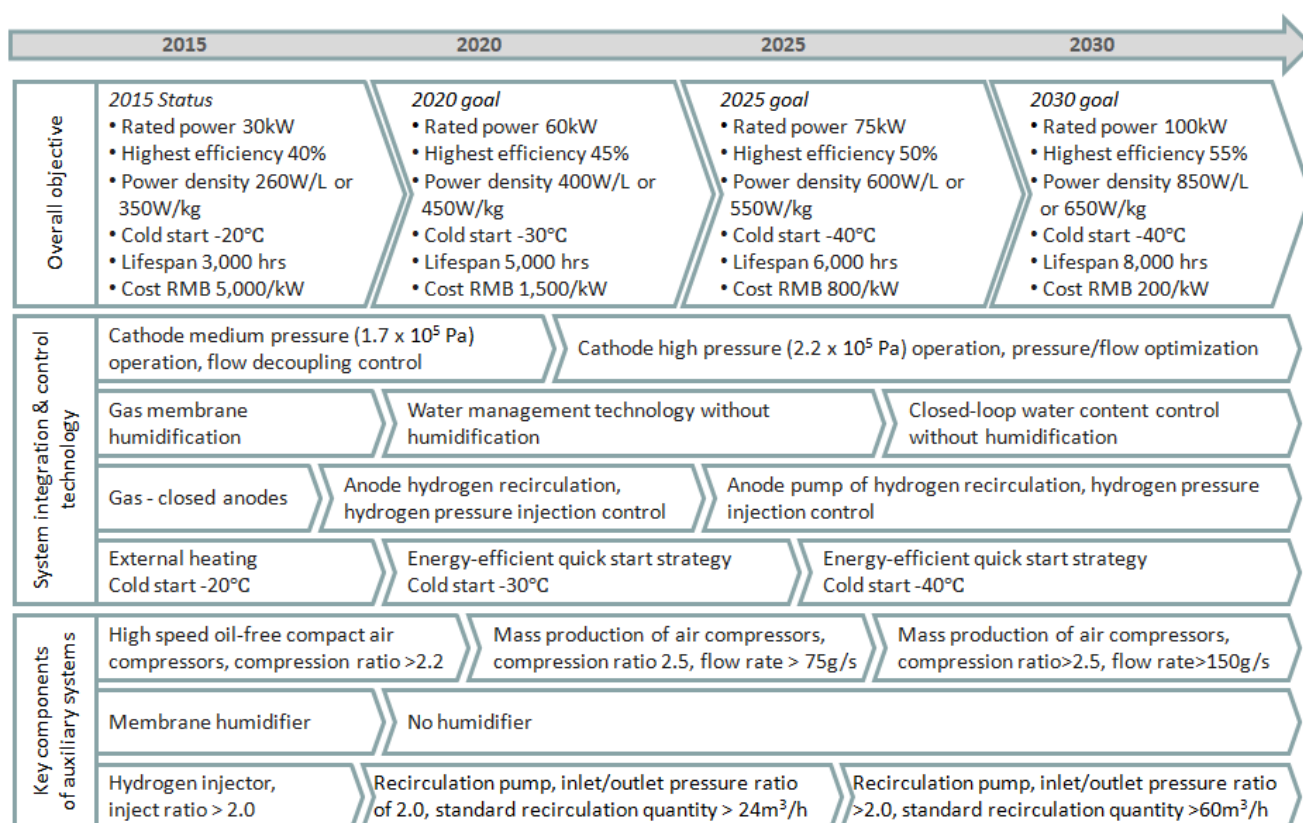 2015 2020 2025 2030
Overall objective
2015 Status
• Rated power 30kW
• Highest efficiency 40%
• Power density 260W/L or
350W/kg
• Cold start -20℃
• Lifespan 3,000 hrs
• Cost RMB 5,000/kW
2020 goal
• Rated power 60kW
• Highest efficiency 45%
• Power density 400W/L or
450W/kg
• Cold start -30℃
• Lifespan 5,000 hrs
• Cost RMB 1,500/kW
2025 goal
• Rated power 75kW
• Highest efficiency 50%
• Power density 600W/L or
550W/kg
• Cold start -40℃
• Lifespan 6,000 hrs
• Cost RMB 800/kW
2030 goal
• Rated power 100kW
• Highest efficiency 55%
• Power density 850W/L
or 650W/kg
• Cold start -40℃
• Lifespan 8,000 hrs
• Cost RMB 200/kW
System integration & control
technology
Cathode medium pressure (1.7 x 10⁵ Pa)
operation, flow decoupling control
Cathode high pressure (2.2 x 10⁵ Pa) operation, pressure/flow optimization
Gas membrane
humidification
Water management technology without
humidification
Closed-loop water content control
without humidification
Gas - closed anodes
Anode hydrogen recirculation,
hydrogen pressure injection control
Anode pump of hydrogen recirculation, hydrogen pressure
injection control
External heating
Cold start -20℃
Energy-efficient quick start strategy
Cold start -30℃
Energy-efficient quick start strategy
Cold start -40℃
Key components
of auxiliary systems
High speed oil-free compact air
compressors, compression ratio >2.2
Mass production of air compressors,
compression ratio 2.5, flow rate > 75g/s
Mass production of air compressors,
compression ratio>2.5, flow rate>150g/s
Membrane humidifier
No humidifier
Hydrogen injector,
inject ratio > 2.0
Recirculation pump, inlet/outlet pressure ratio
of 2.0, standard recirculation quantity > 24m³/h
Recirculation pump, inlet/outlet pressure ratio
>2.0, standard recirculation quantity >60m³/h